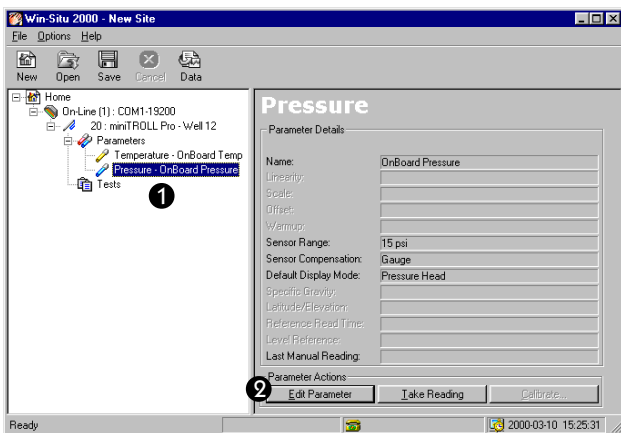 Win-Situ 2000 - New Site
File Options Help
New Open Save Cancel Data
Home
On-Line (1) : COM1-19200
20 : miniTROLL Pro - Well 12
Parameters
Temperature - OnBoard Temp
Pressure - OnBoard Pressure
Tests
1
Pressure
Parameter Details
Name: OnBoard Pressure
Linearity:
Scale:
Offset:
Warmup:
Sensor Range: 15 psi
Sensor Compensation: Gauge
Default Display Mode: Pressure Head
Specific Gravity:
Latitude/Elevation:
Reference Read Time:
Level Reference:
Last Manual Reading:
Parameter Actions
2
Edit Parameter Take Reading Calibrate...
Ready 2000-03-10 15:25:31